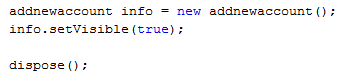 addnewaccount info = new addnewaccount();
info.setVisible(true);
dispose();